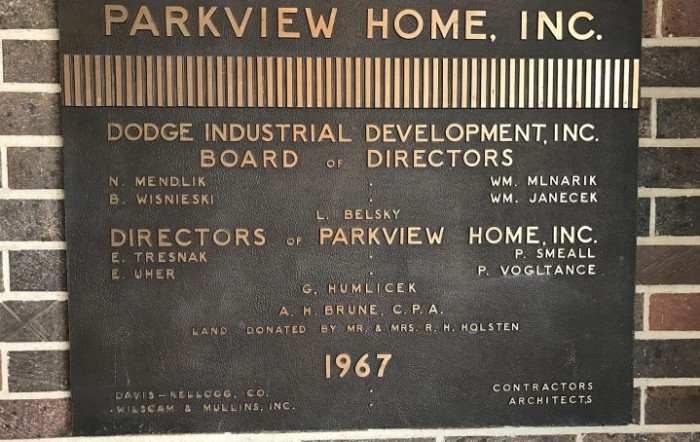 PARKVIEW HOME, INC.
DODGE INDUSTRIAL DEVELOPMENT, INC.
BOARD OF DIRECTORS
N. MENDLIK WM. MLNARIK
B. WISNIESKI WM. JANECEK
L. BELSKY
DIRECTORS OF PARKVIEW HOME, INC.
E. TRESNAK P. SMEALL
E. UHER P. VOGLTANCE
G. HUMLICEK
A. H. BRUNE, C.P.A.
LAND DONATED BY MR. & MRS. R. H. HOLSTEN
1967
DAVIS-KELLOGG, CO. CONTRACTORS
WILSCAM & MULLINS, INC. ARCHITECTS